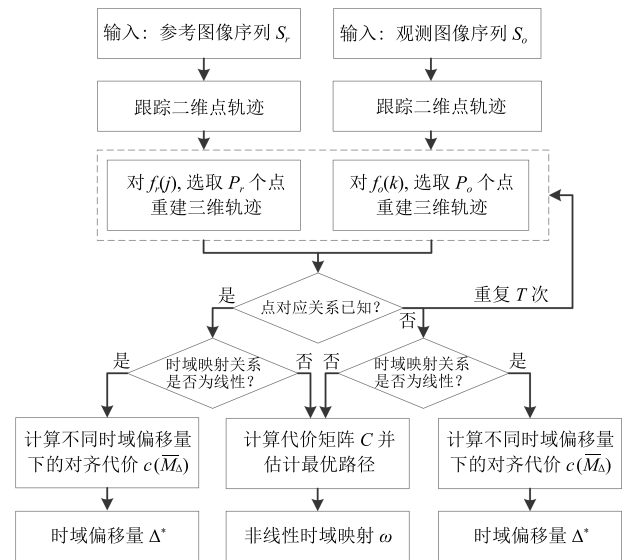 输入：参考图像序列 Sr
输入：观测图像序列 So
跟踪二维点轨迹
跟踪二维点轨迹
对 fr(j), 选取 Pr 个点
重建三维轨迹
对 fo(k), 选取 Po 个点
重建三维轨迹
是
点对应关系已知？
重复 T 次
否
是
时域映射关系
是否为线性？
否
否
时域映射关系
是否为线性？
是
计算不同时域偏移量
下的对齐代价 c(M̅Δ)
计算代价矩阵 C 并
估计最优路径
计算不同时域偏移量
下的对齐代价 c(M̅Δ)
时域偏移量 Δ*
非线性时域映射 ω
时域偏移量 Δ*